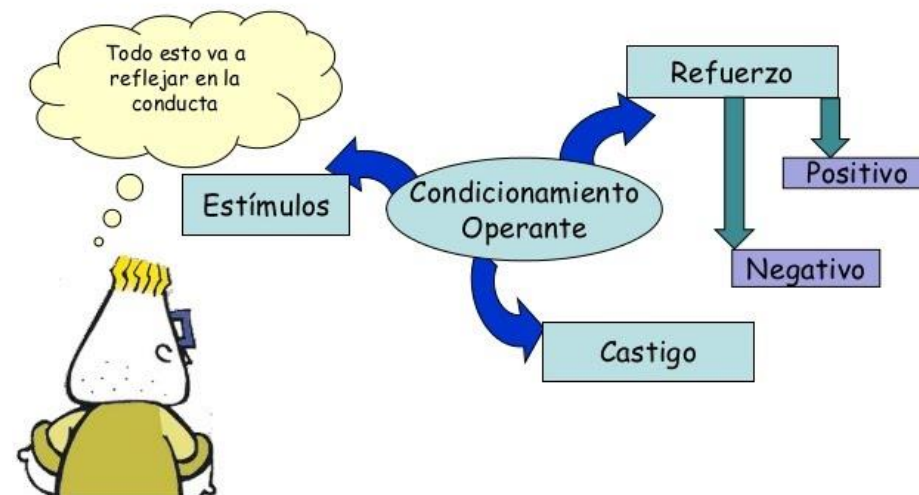 Todo esto va a
reflejar en la
conducta
Refuerzo
Positivo
Estímulos
Condicionamiento
Operante
Negativo
Castigo